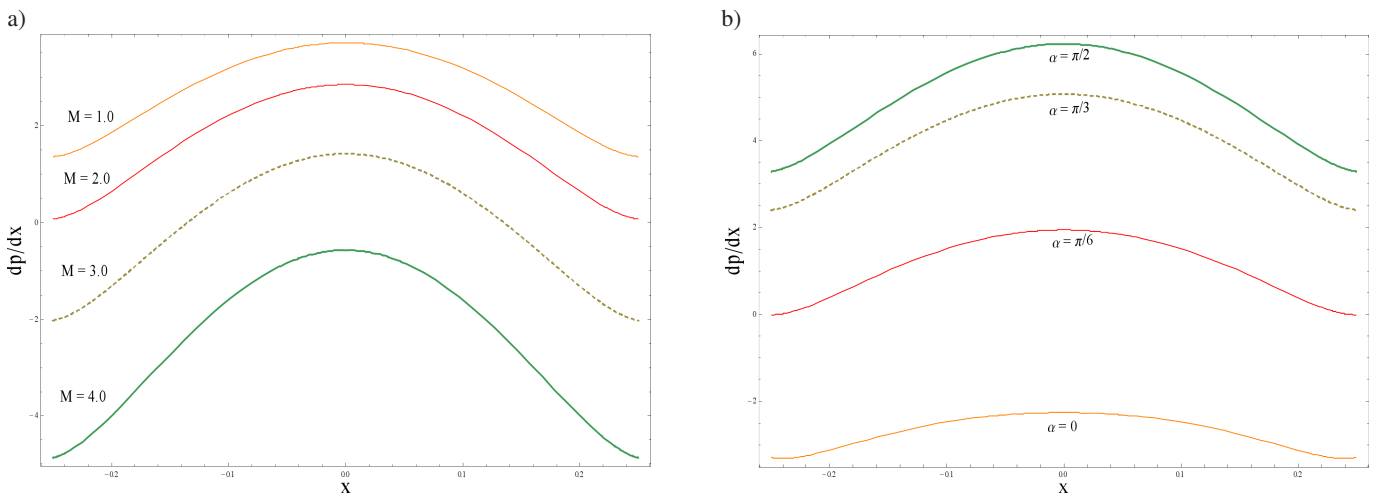 a)
M = 1.0
M = 2.0
M = 3.0
M = 4.0
dp/dx
2
0
−2
−4
−0.2
−0.1
0.0
0.1
0.2
x
b)
α = π/2
α = π/3
α = π/6
α = 0
dp/dx
6
4
2
0
−2
−0.2
−0.1
0.0
0.1
0.2
x